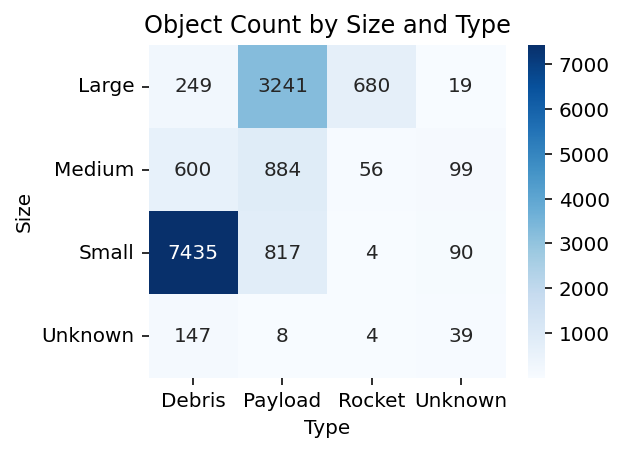 Object Count by Size and Type
Large 249 3241 680 19
Medium 600 884 56 99
Small 7435 817 4 90
Unknown 147 8 4 39
Debris Payload Rocket Unknown
Type
Size
7000
6000
5000
4000
3000
2000
1000